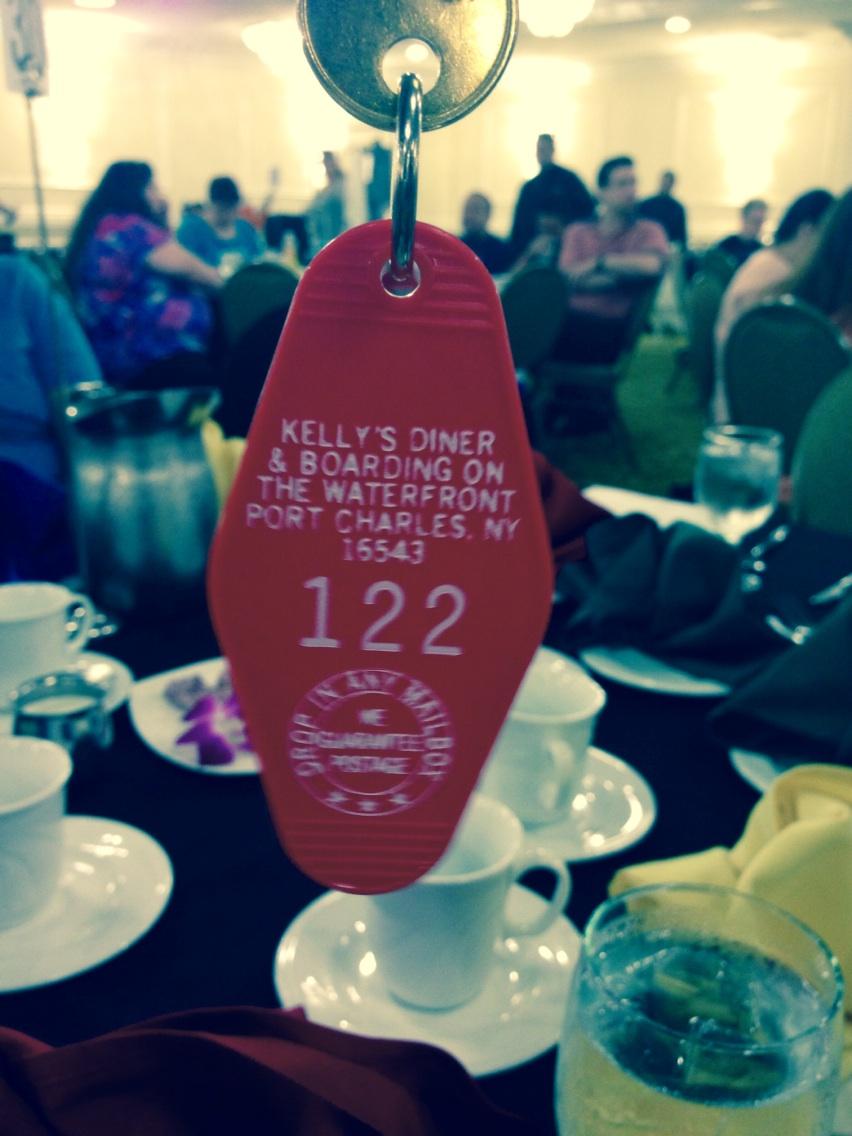 KELLY'S DINER
& BOARDING ON
THE WATERFRONT
PORT CHARLES, NY
16543
122
DROP IN ANY MAILBOX
WE
GUARANTEE
POSTAGE